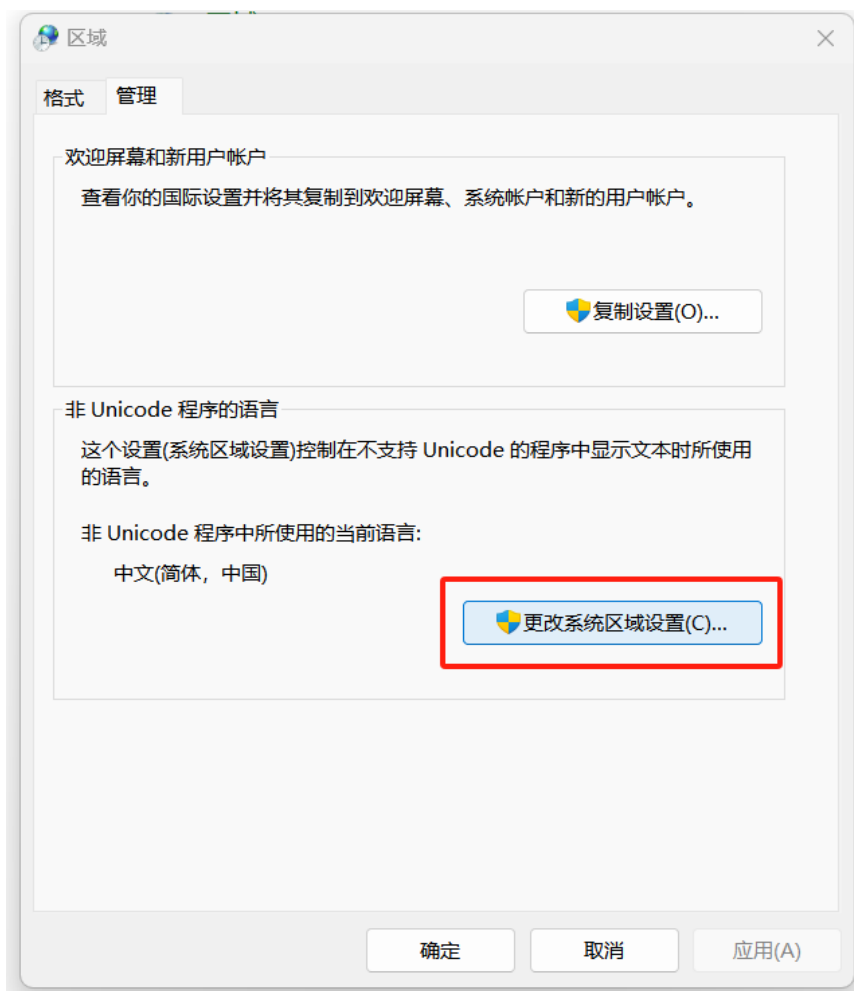 区域
格式
管理
欢迎屏幕和新用户帐户
查看你的国际设置并将其复制到欢迎屏幕、系统帐户和新的用户帐户。
复制设置(O)...
非 Unicode 程序的语言
这个设置(系统区域设置)控制在不支持 Unicode 的程序中显示文本时所使用
的语言。
非 Unicode 程序中所使用的当前语言:
中文(简体，中国)
更改系统区域设置(C)...
确定
取消
应用(A)